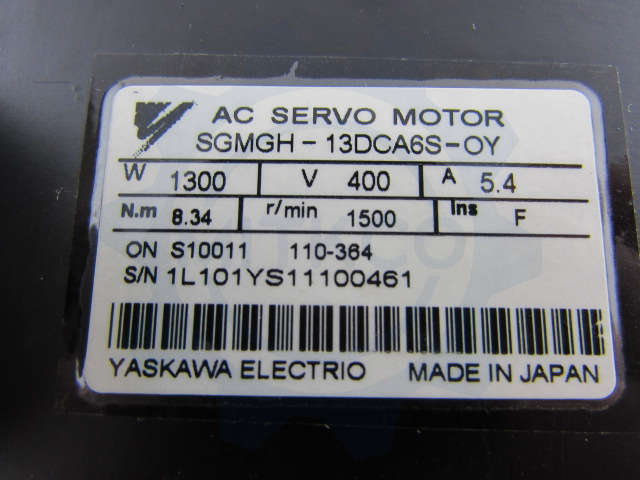 AC SERVO MOTOR
SGMGH-13DCA6S-OY
W 1300 V 400 A 5.4
N.m 8.34 r/min 1500 Ins F
ON S10011 110-364
S/N 1L101YS11100461
YASKAWA ELECTRIO MADE IN JAPAN